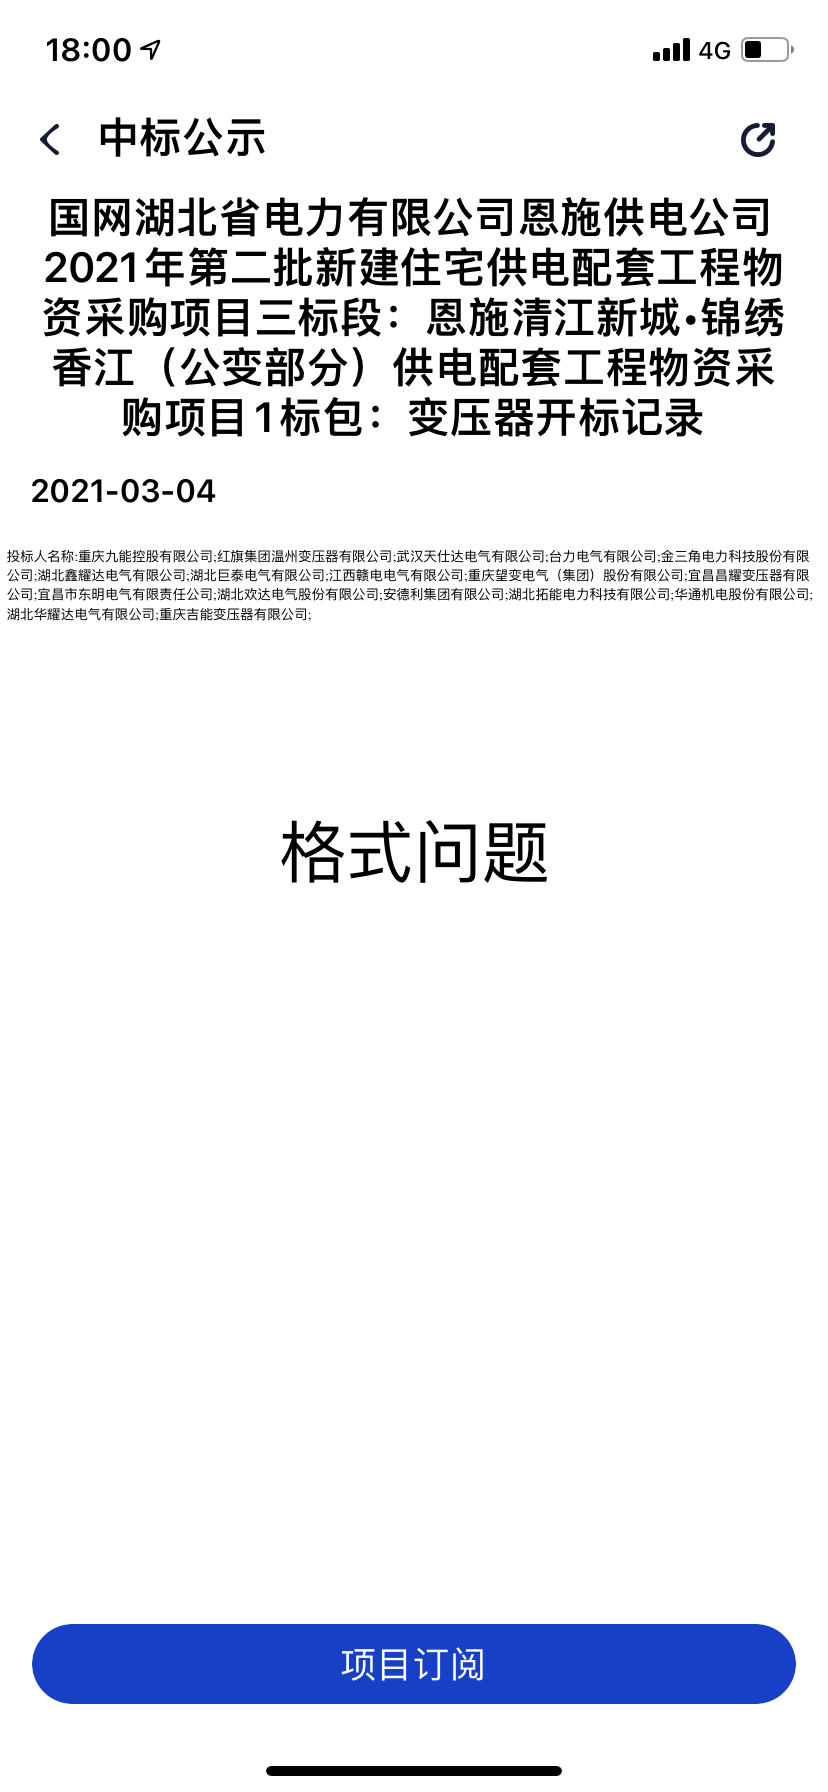 18:00
4G
中标公示
国网湖北省电力有限公司恩施供电公司
2021年第二批新建住宅供电配套工程物
资采购项目三标段：恩施清江新城•锦绣
香江（公变部分）供电配套工程物资采
购项目1标包：变压器开标记录
2021-03-04
投标人名称:重庆九能控股有限公司;红旗集团温州变压器有限公司;武汉天仕达电气有限公司;台力电气有限公司;金三角电力科技股份有限
公司;湖北鑫耀达电气有限公司;湖北巨泰电气有限公司;江西赣电电气有限公司;重庆望变电气（集团）股份有限公司;宜昌昌耀变压器有限
公司;宜昌市东明电气有限责任公司;湖北欢达电气股份有限公司;安德利集团有限公司;湖北拓能电力科技有限公司;华通机电股份有限公司;
湖北华耀达电气有限公司;重庆吉能变压器有限公司;
格式问题
项目订阅